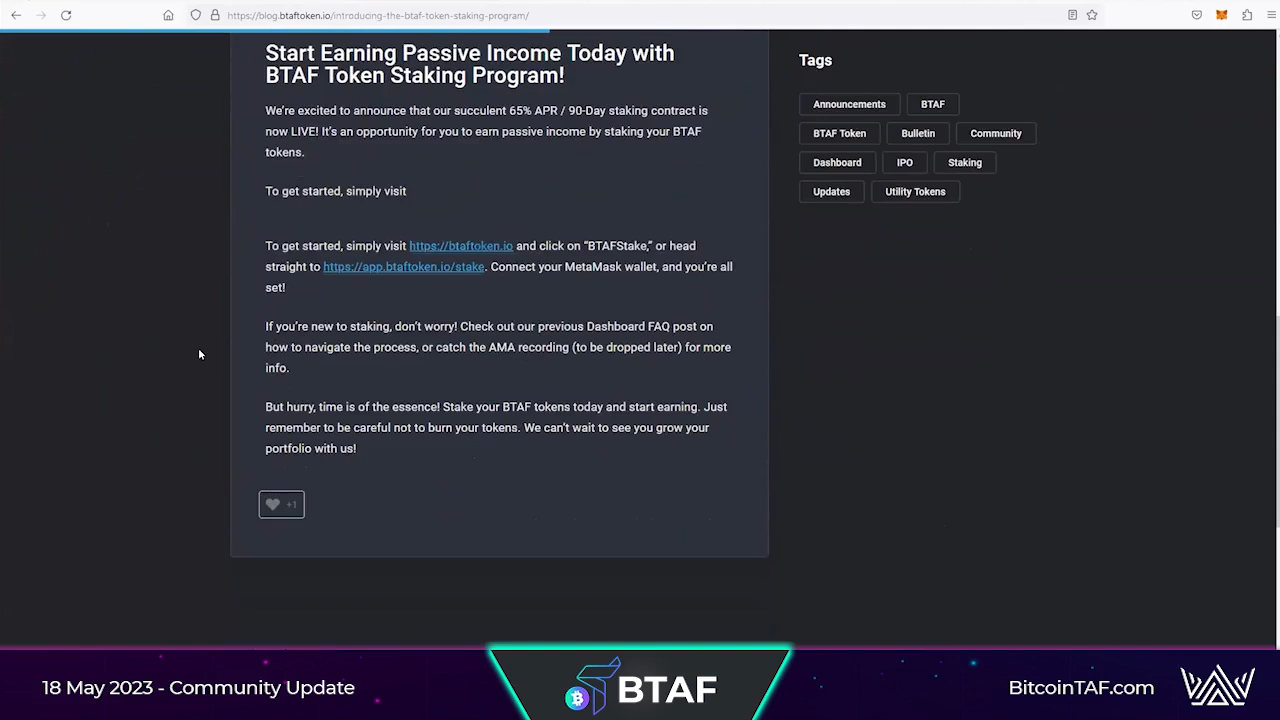 https://blog.btaftoken.io/introducing-the-btaf-token-staking-program/
Start Earning Passive Income Today with
BTAF Token Staking Program!
We're excited to announce that our succulent 65% APR / 90-Day staking contract is
now LIVE! It's an opportunity for you to earn passive income by staking your BTAF
tokens.
To get started, simply visit
To get started, simply visit https://btaftoken.io and click on “BTAFStake,” or head
straight to https://app.btaftoken.io/stake. Connect your MetaMask wallet, and you're all
set!
If you're new to staking, don't worry! Check out our previous Dashboard FAQ post on
how to navigate the process, or catch the AMA recording (to be dropped later) for more
info.
But hurry, time is of the essence! Stake your BTAF tokens today and start earning. Just
remember to be careful not to burn your tokens. We can't wait to see you grow your
portfolio with us!
+1
Tags
Announcements BTAF
BTAF Token Bulletin Community
Dashboard IPO Staking
Updates Utility Tokens
18 May 2023 - Community Update
BTAF
BitcoinTAF.com